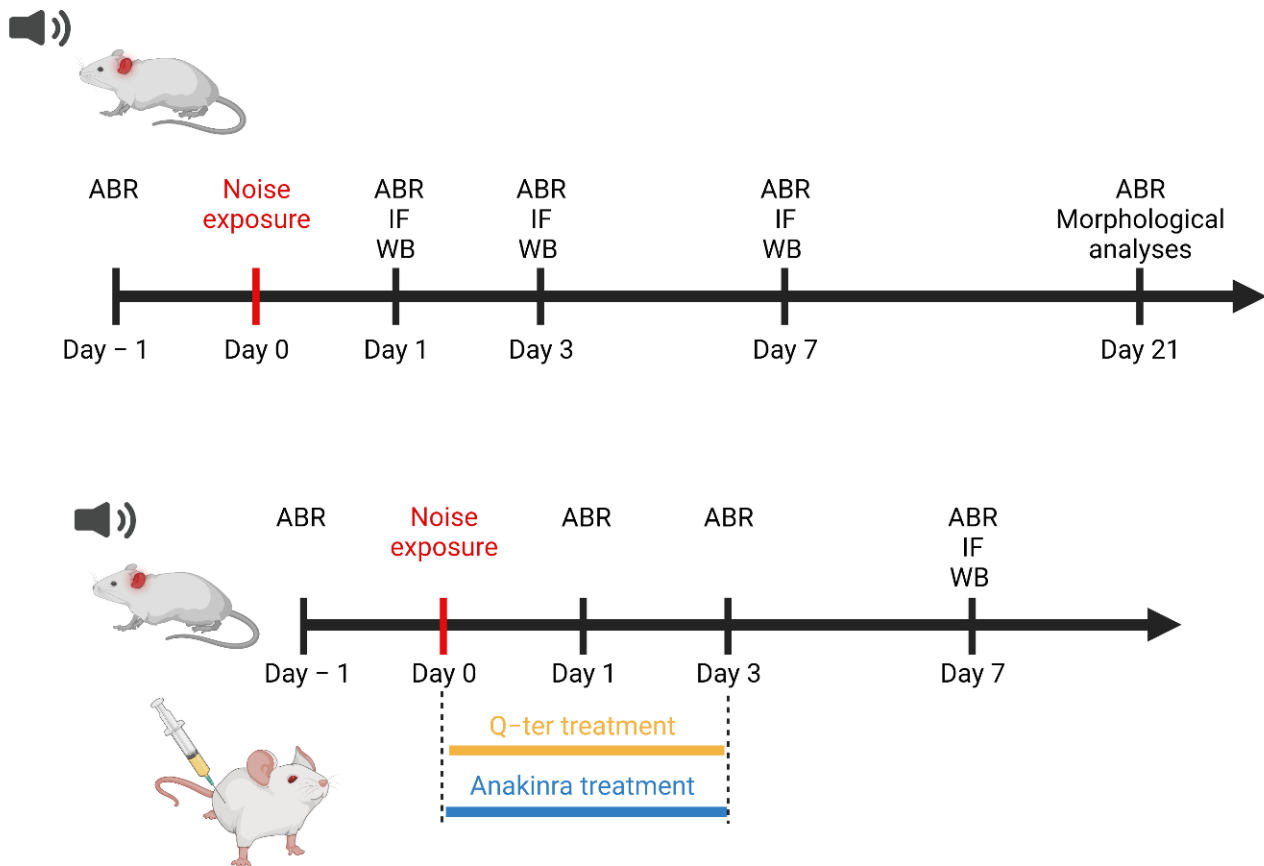 ABR
Noise
exposure
ABR
IF
WB
ABR
IF
WB
ABR
IF
WB
ABR
Morphological
analyses
Day − 1
Day 0
Day 1
Day 3
Day 7
Day 21
ABR
Noise
exposure
ABR
ABR
ABR
IF
WB
Day − 1
Day 0
Day 1
Day 3
Day 7
Q−ter treatment
Anakinra treatment